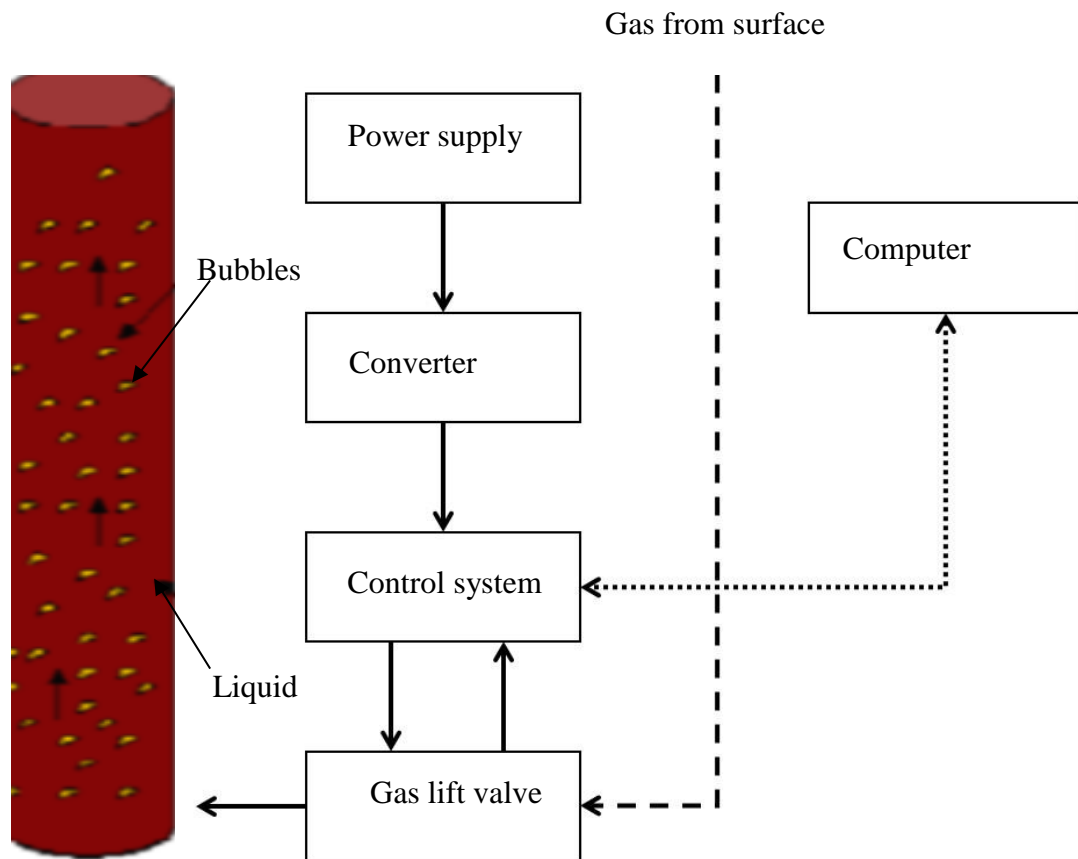 Gas from surface
Power supply
Computer
Bubbles
Converter
Control system
Liquid
Gas lift valve